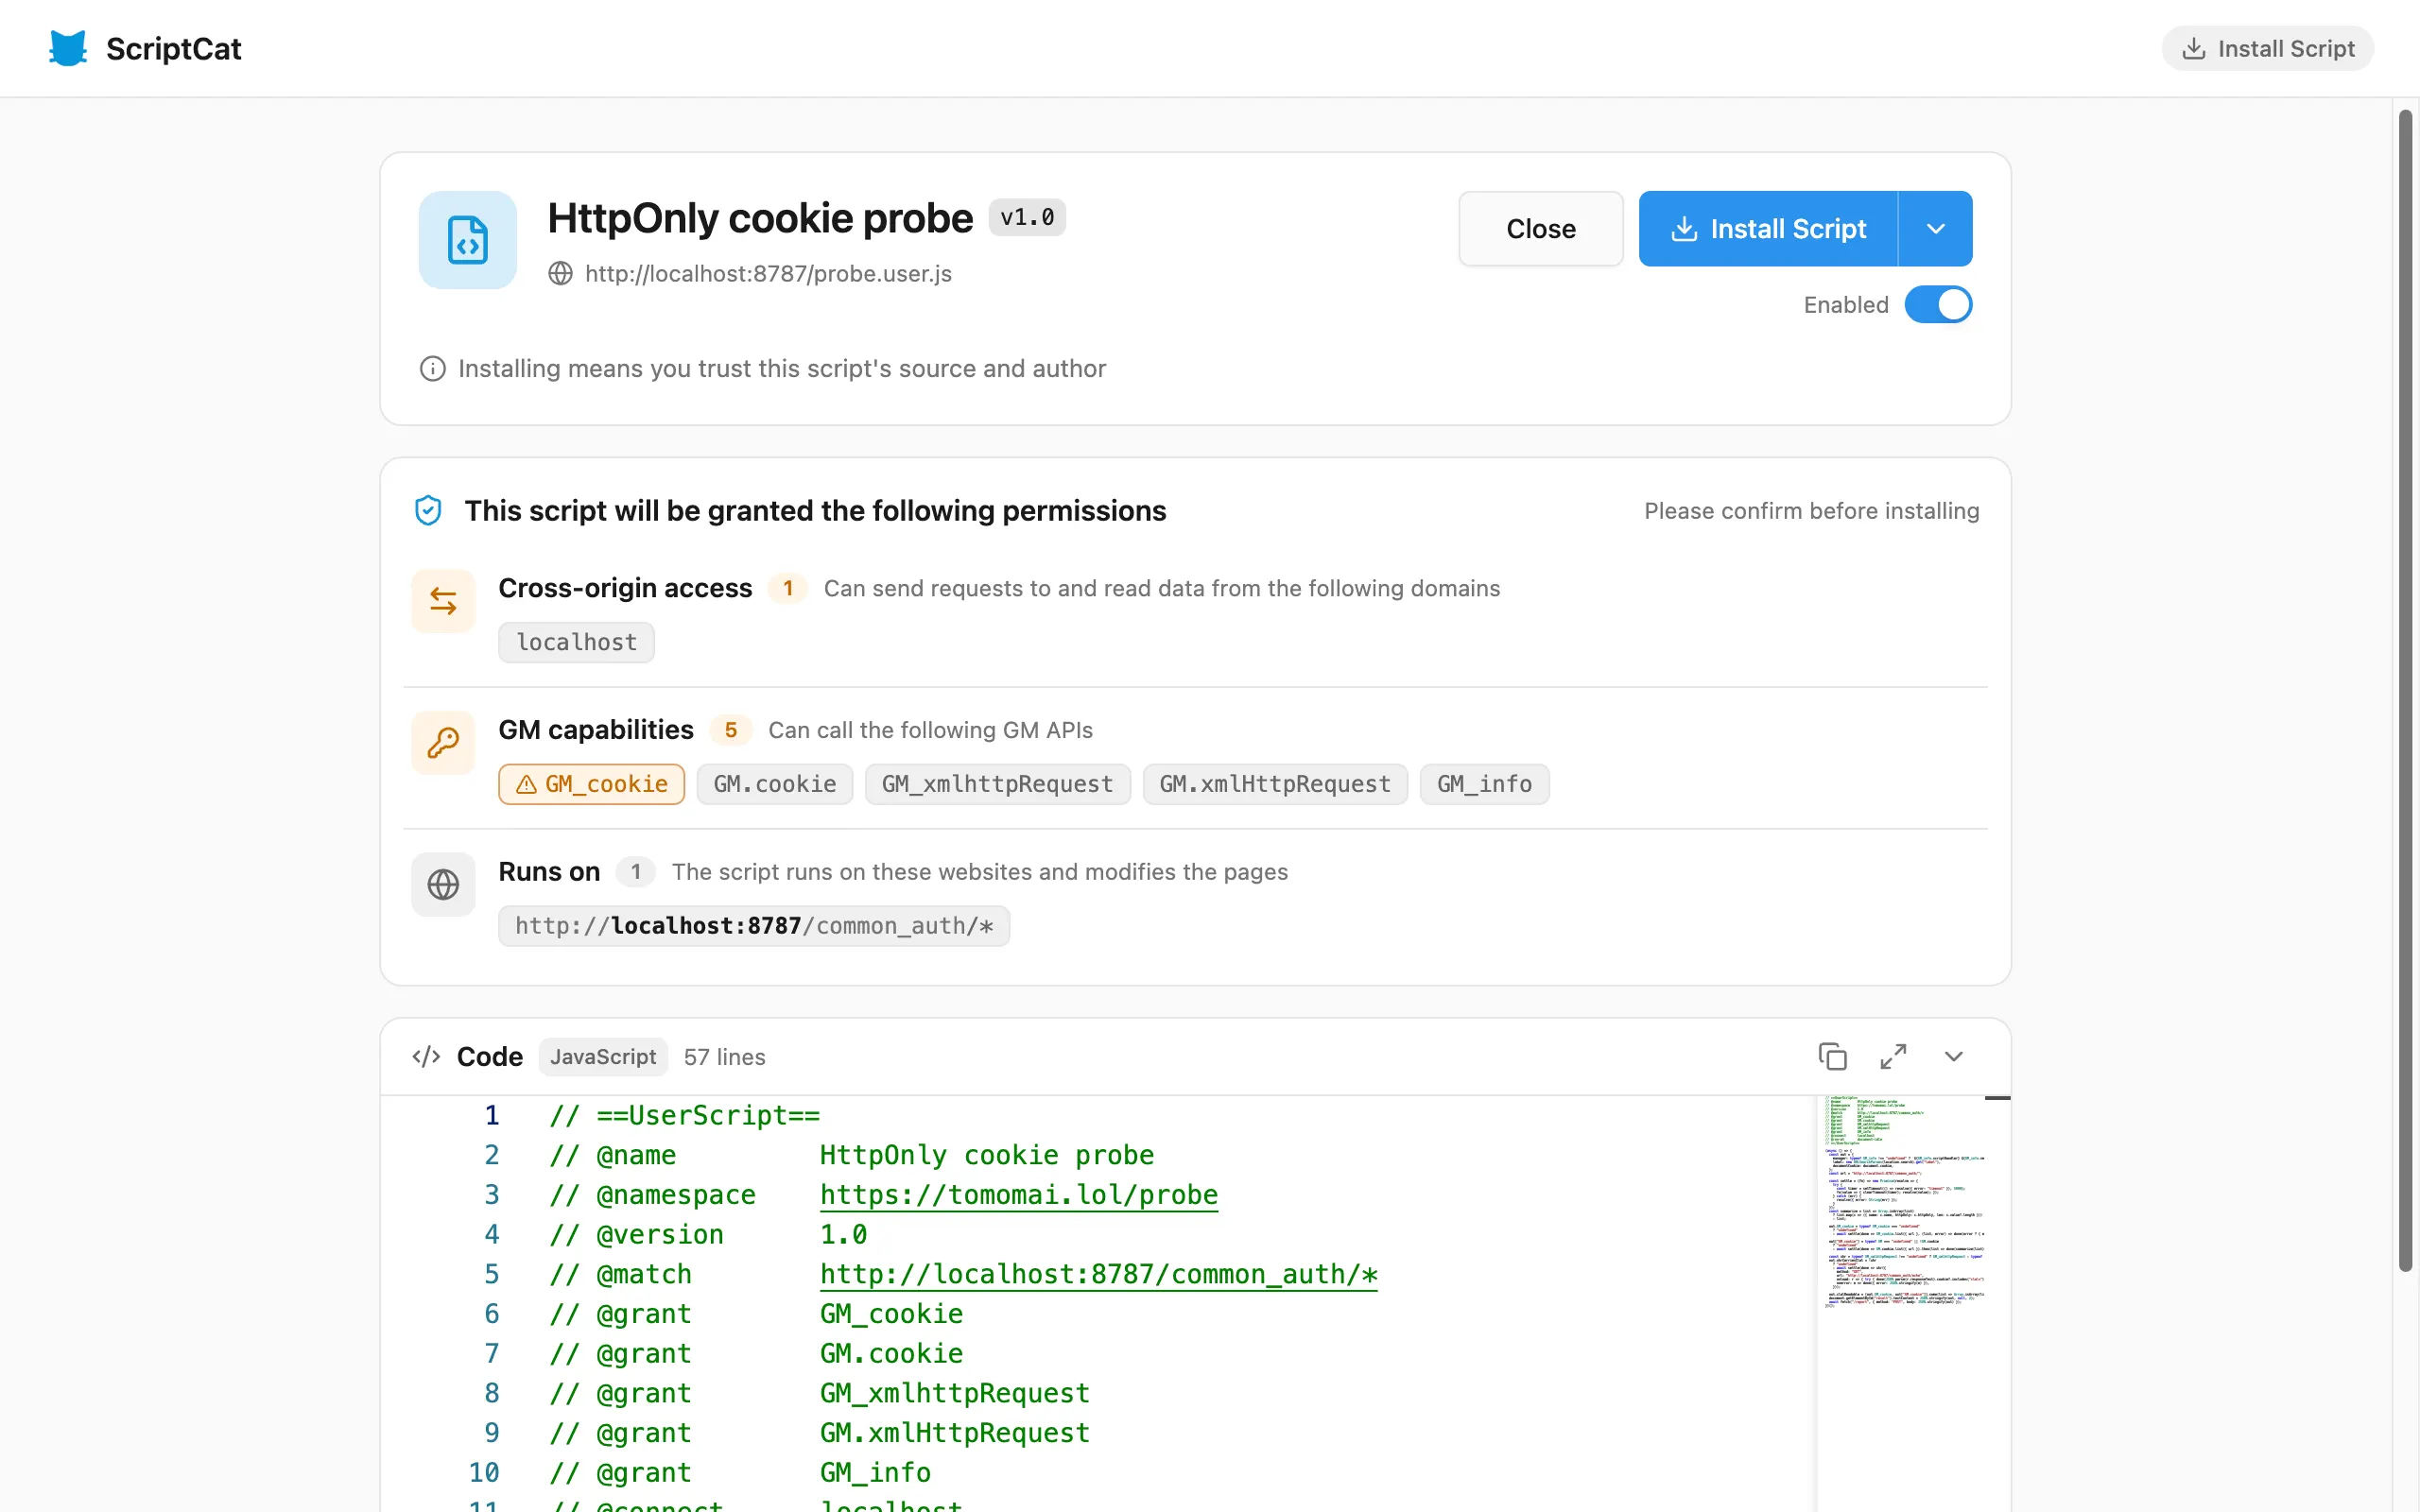 ScriptCat
Install Script
HttpOnly cookie probe v1.0
http://localhost:8787/probe.user.js
Close
Install Script
Enabled
Installing means you trust this script's source and author
This script will be granted the following permissions
Please confirm before installing
Cross-origin access 1 Can send requests to and read data from the following domains
localhost
GM capabilities 5 Can call the following GM APIs
GM_cookie GM.cookie GM_xmlhttpRequest GM.xmlHttpRequest GM_info
Runs on 1 The script runs on these websites and modifies the pages
http://localhost:8787/common_auth/*
Code JavaScript 57 lines
1 // ==UserScript==
2 // @name HttpOnly cookie probe
3 // @namespace https://tomomai.lol/probe
4 // @version 1.0
5 // @match http://localhost:8787/common_auth/*
6 // @grant GM_cookie
7 // @grant GM.cookie
8 // @grant GM_xmlhttpRequest
9 // @grant GM.xmlHttpRequest
10 // @grant GM_info
11 // @connect localhost